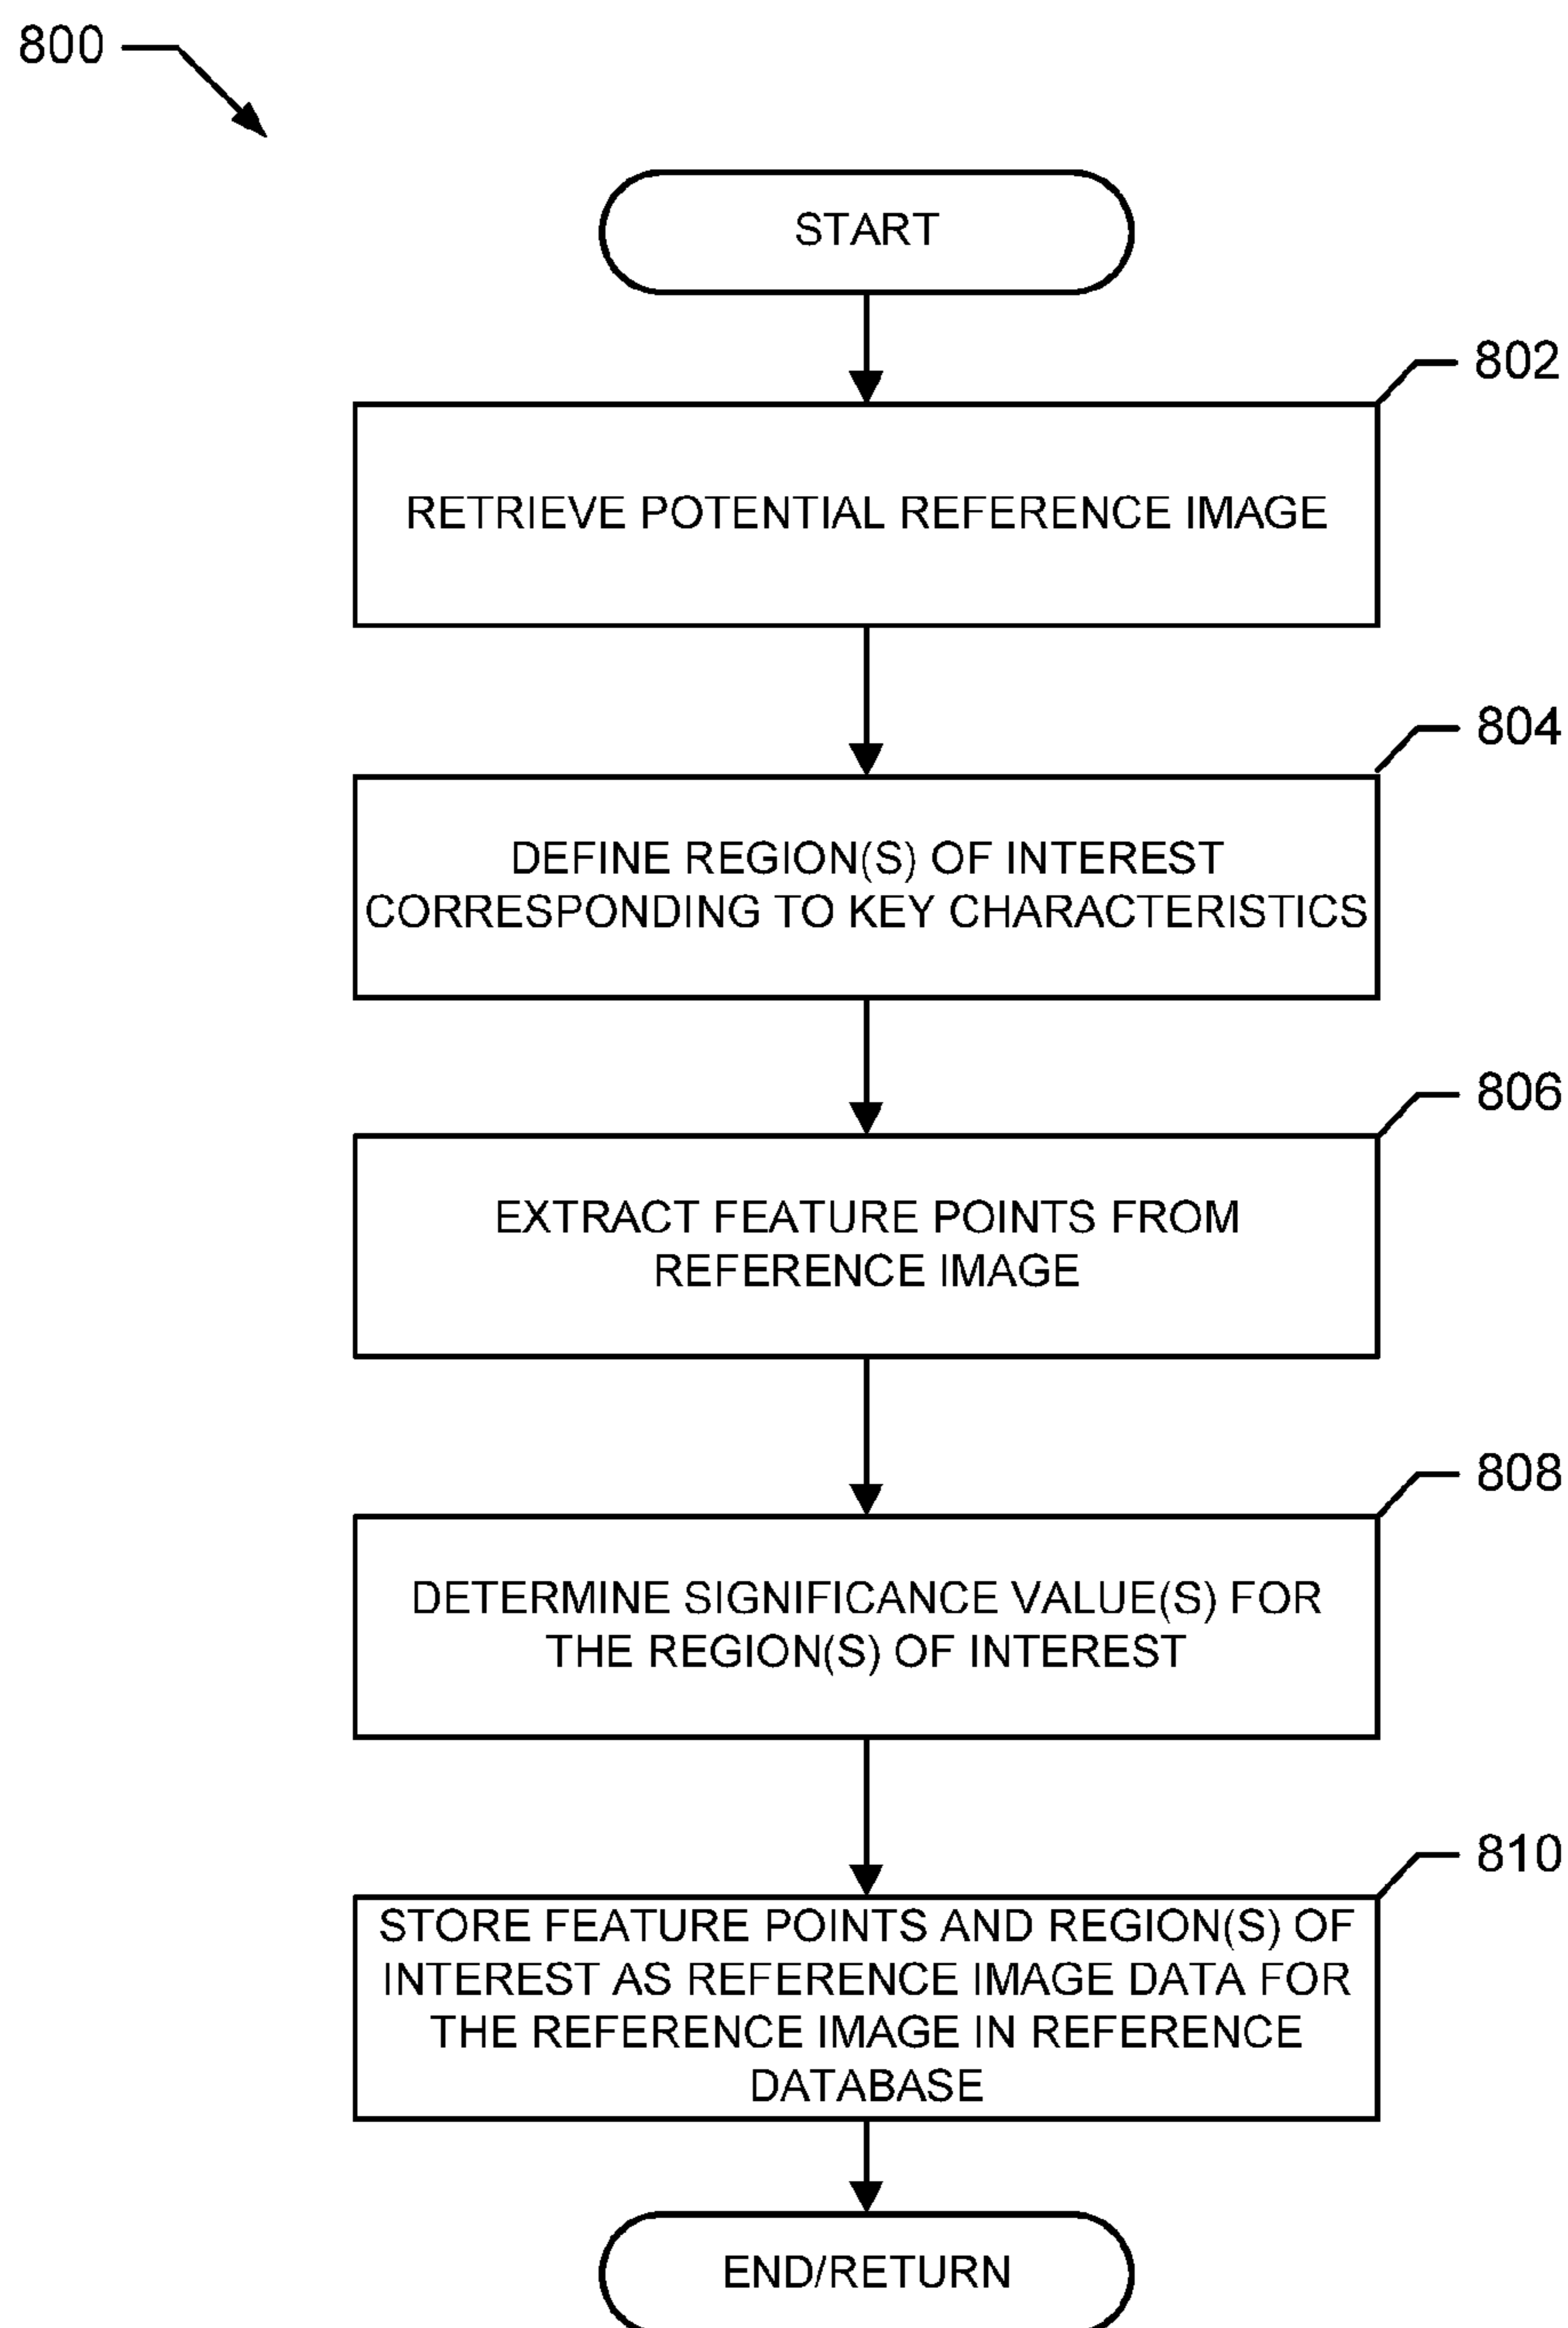 800
START
802
RETRIEVE POTENTIAL REFERENCE IMAGE
804
DEFINE REGION(S) OF INTEREST
CORRESPONDING TO KEY CHARACTERISTICS
806
EXTRACT FEATURE POINTS FROM
REFERENCE IMAGE
808
DETERMINE SIGNIFICANCE VALUE(S) FOR
THE REGION(S) OF INTEREST
810
STORE FEATURE POINTS AND REGION(S) OF
INTEREST AS REFERENCE IMAGE DATA FOR
THE REFERENCE IMAGE IN REFERENCE
DATABASE
END/RETURN